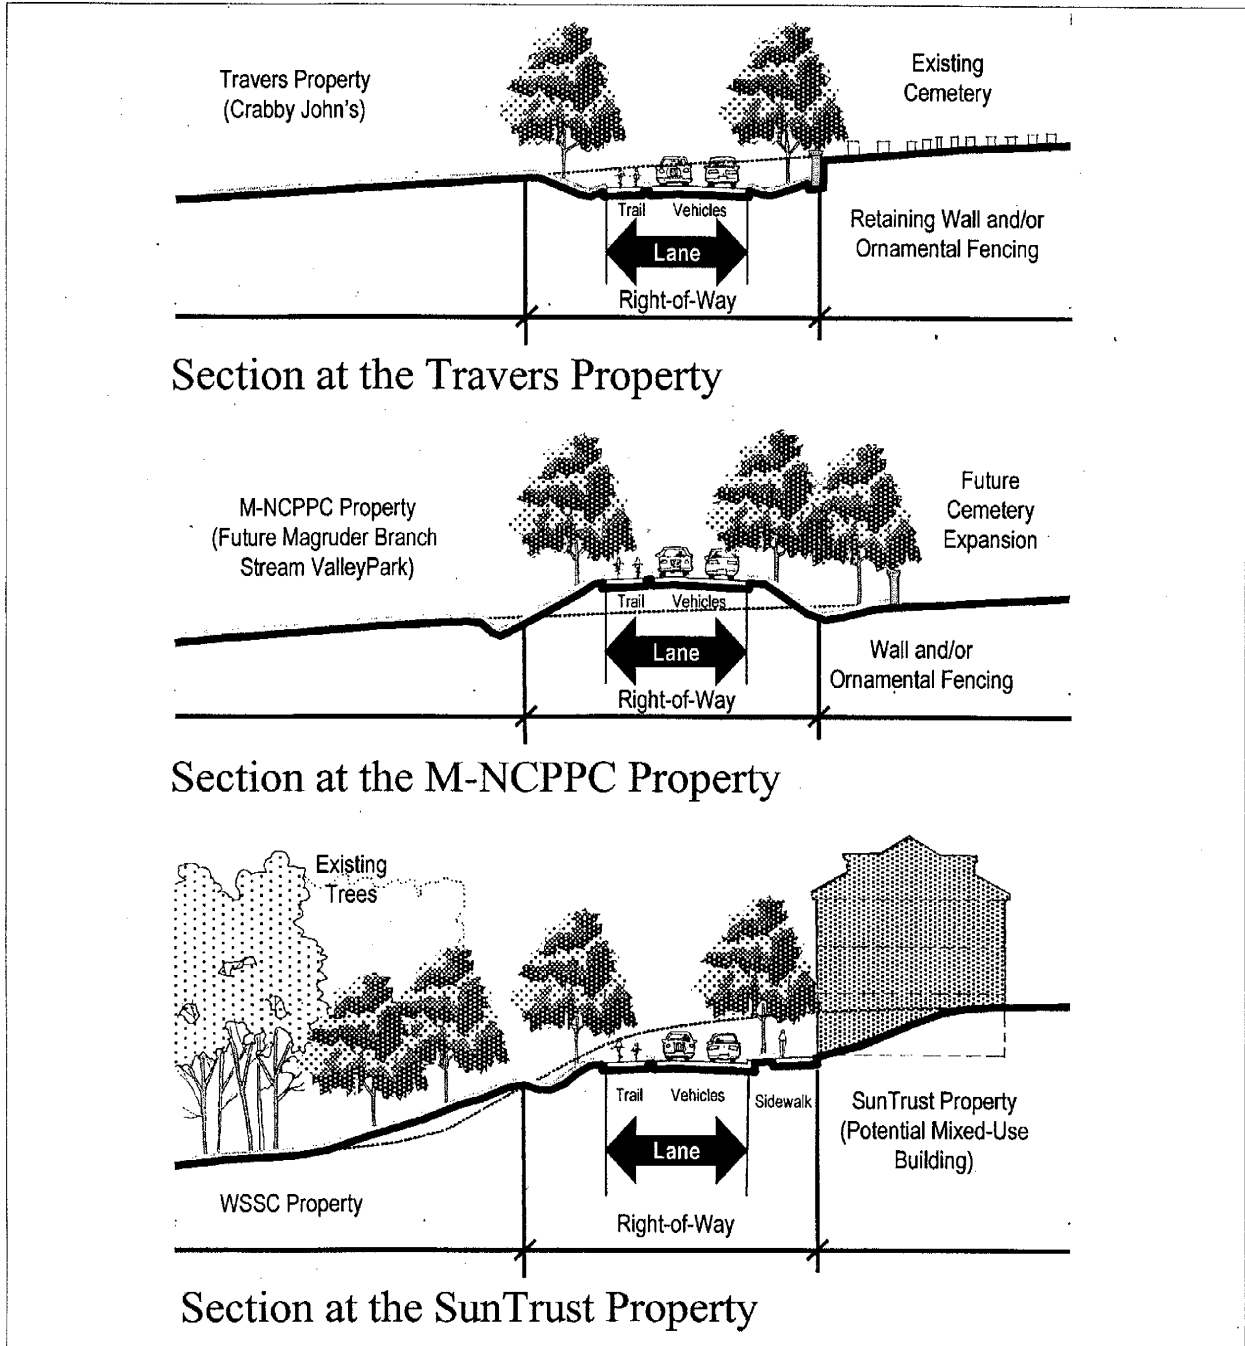 Travers Property
(Crabby John's)
Existing
Cemetery
Trail Vehicles
Lane
Right-of-Way
Retaining Wall and/or
Ornamental Fencing
Section at the Travers Property
M-NCPPC Property
(Future Magruder Branch
Stream ValleyPark)
Future
Cemetery
Expansion
Trail Vehicles
Lane
Right-of-Way
Wall and/or
Ornamental Fencing
Section at the M-NCPPC Property
Existing
Trees
Trail Vehicles Sidewalk
Lane
Right-of-Way
WSSC Property
SunTrust Property
(Potential Mixed-Use
Building)
Section at the SunTrust Property